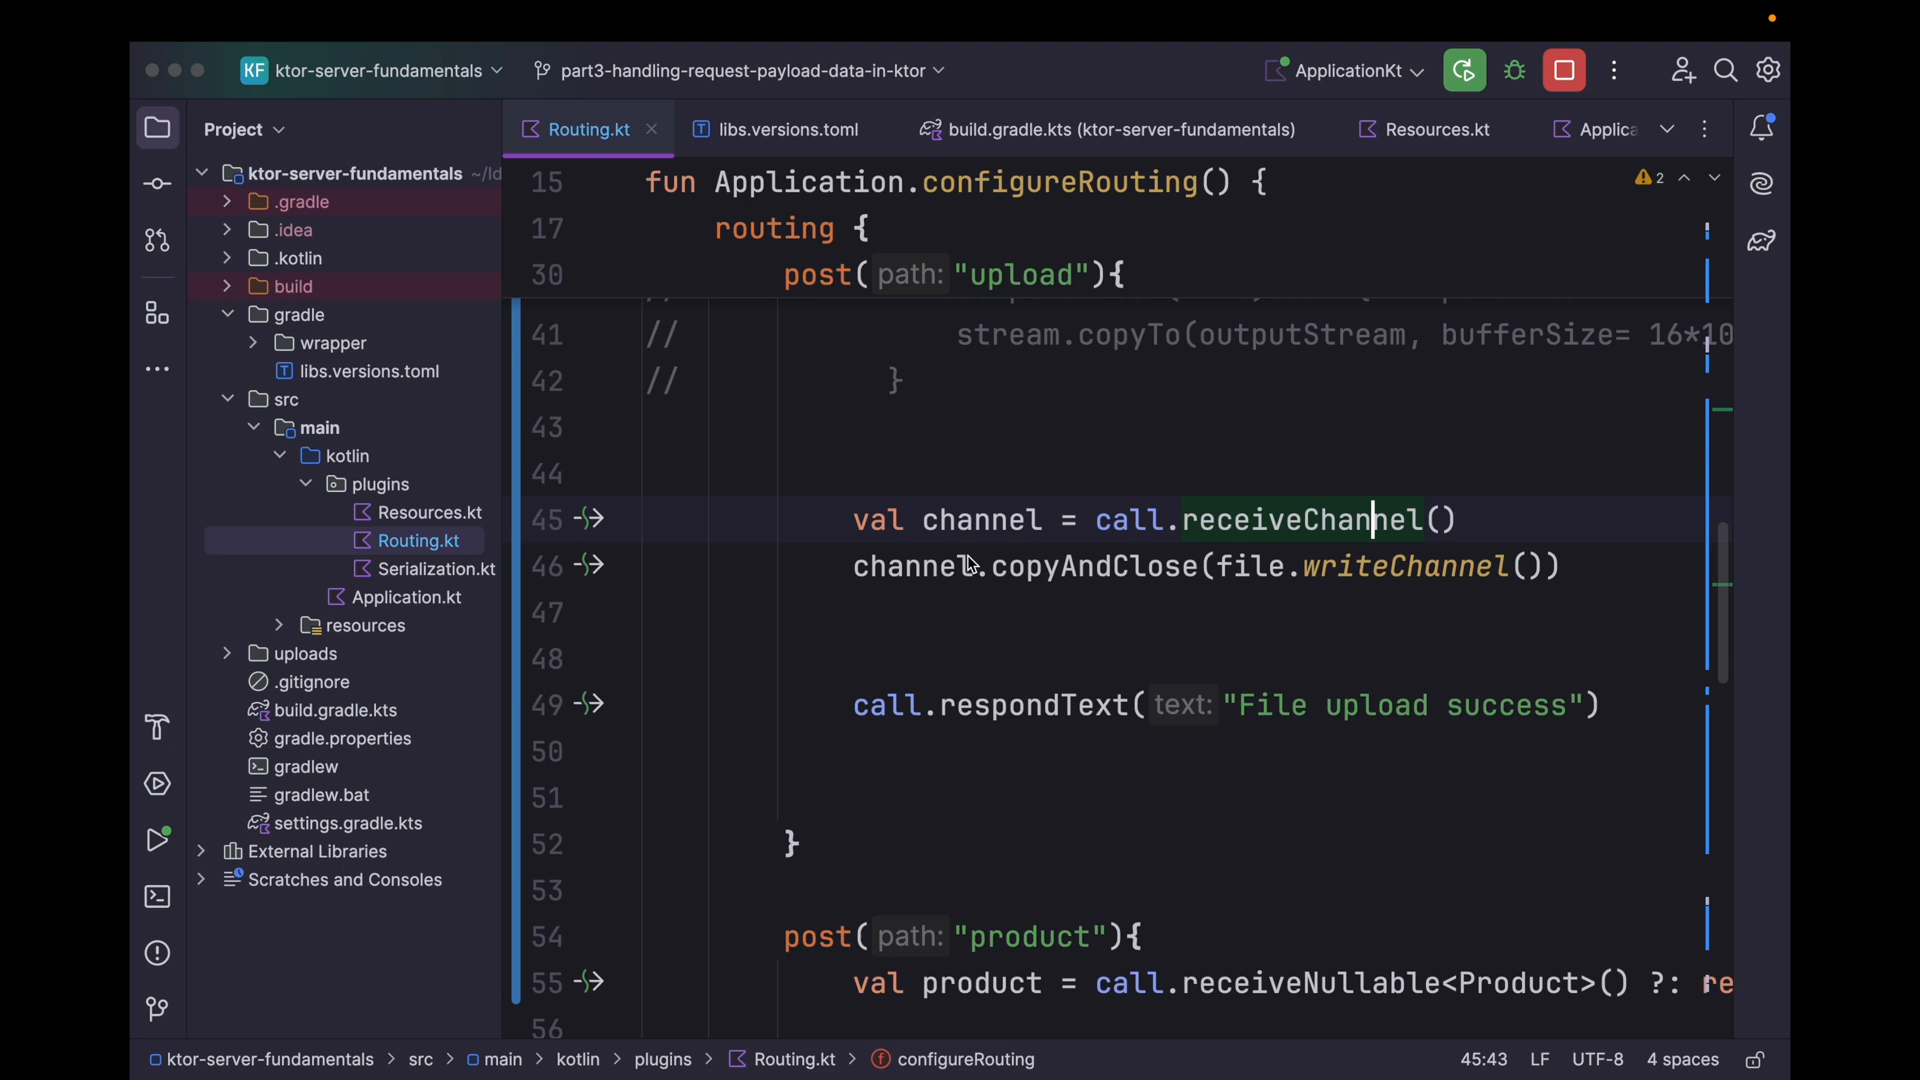 KF ktor-server-fundamentals part3-handling-request-payload-data-in-ktor ApplicationKt
Project Routing.kt libs.versions.toml build.gradle.kts (ktor-server-fundamentals) Resources.kt Applica
ktor-server-fundamentals ~/Id
.gradle
.idea
.kotlin
build
gradle
wrapper
libs.versions.toml
src
main
kotlin
plugins
Resources.kt
Routing.kt
Serialization.kt
Application.kt
resources
uploads
.gitignore
build.gradle.kts
gradle.properties
gradlew
gradlew.bat
settings.gradle.kts
External Libraries
Scratches and Consoles
15 fun Application.configureRouting() { 2
17 routing {
30 post( path: "upload"){
41 // stream.copyTo(outputStream, bufferSize= 16*10
42 // }
43
44
45 val channel = call.receiveChannel()
46 channel.copyAndClose(file.writeChannel())
47
48
49 call.respondText( text: "File upload success")
50
51
52 }
53
54 post( path: "product"){
55 val product = call.receiveNullable<Product>() ?: re
56
ktor-server-fundamentals > src > main > kotlin > plugins > Routing.kt > configureRouting 45:43 LF UTF-8 4 spaces